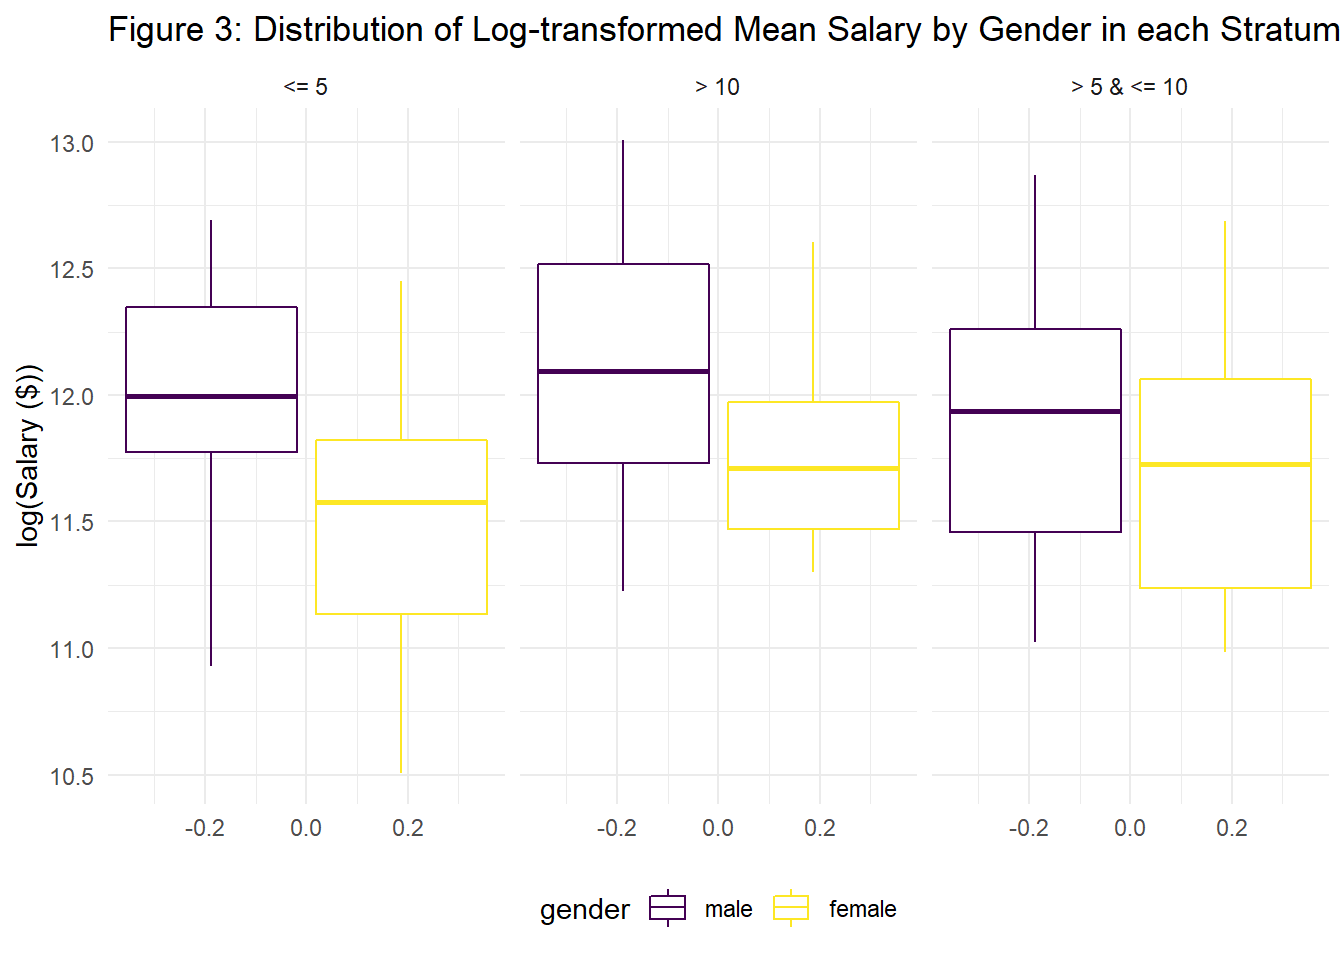 Figure 3: Distribution of Log-transformed Mean Salary by Gender in each Stratum
<= 5
> 10
> 5 & <= 10
log(Salary ($))
13.0
12.5
12.0
11.5
11.0
10.5
-0.2 0.0 0.2
-0.2 0.0 0.2
-0.2 0.0 0.2
gender male female